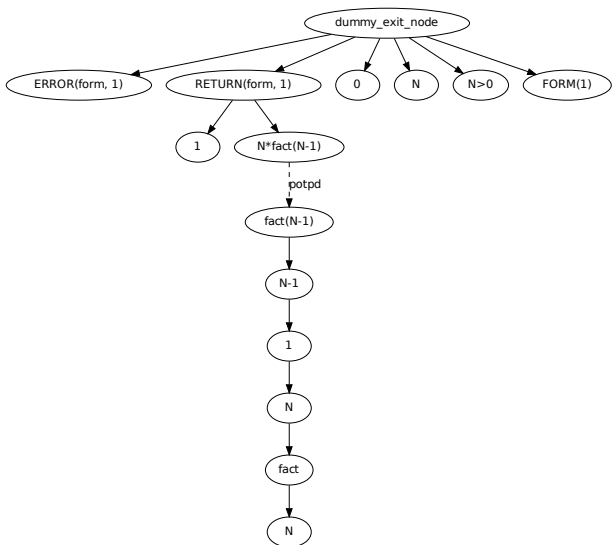 dummy_exit_node
ERROR(form, 1)
RETURN(form, 1)
0
N
N>0
FORM(1)
1
N*fact(N-1)
potpd
fact(N-1)
N-1
1
N
fact
N